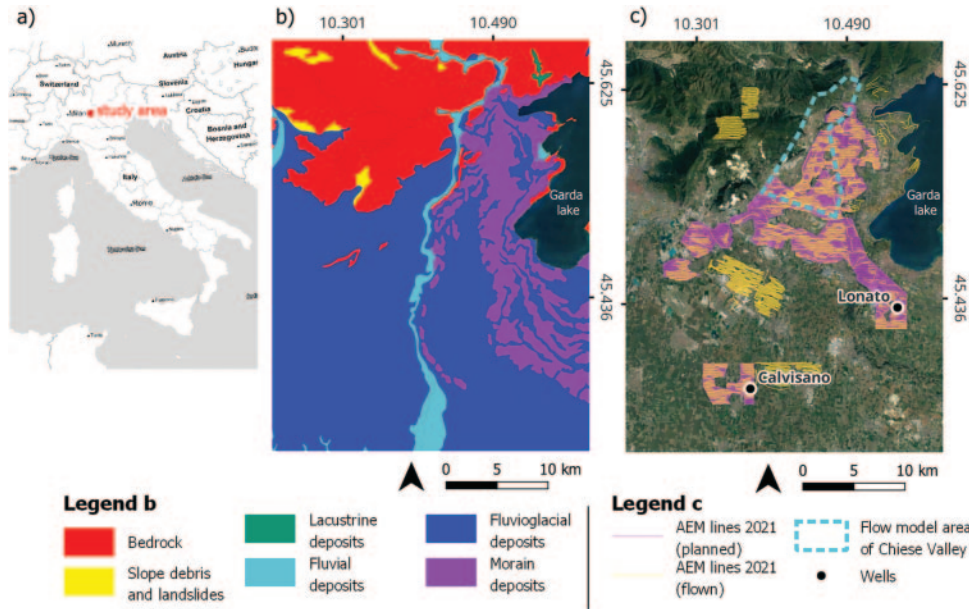 a)
b)
c)
10.301
10.490
10.301
10.490
Munich
Austria
Switzerland
Slovenia
study area
Croatia
Bosnia and
Herzegovina
Italy
Rome
Tunis
45.625
45.436
45.625
45.436
Garda
lake
Garda
lake
Lonato
Calvisano
0 5 10 km
0 5 10 km
Legend b
Bedrock
Slope debris
and landslides
Lacustrine
deposits
Fluvial
deposits
Fluvioglacial
deposits
Morain
deposits
Legend c
AEM lines 2021
(planned)
AEM lines 2021
(flown)
Flow model area
of Chiese Valley
Wells